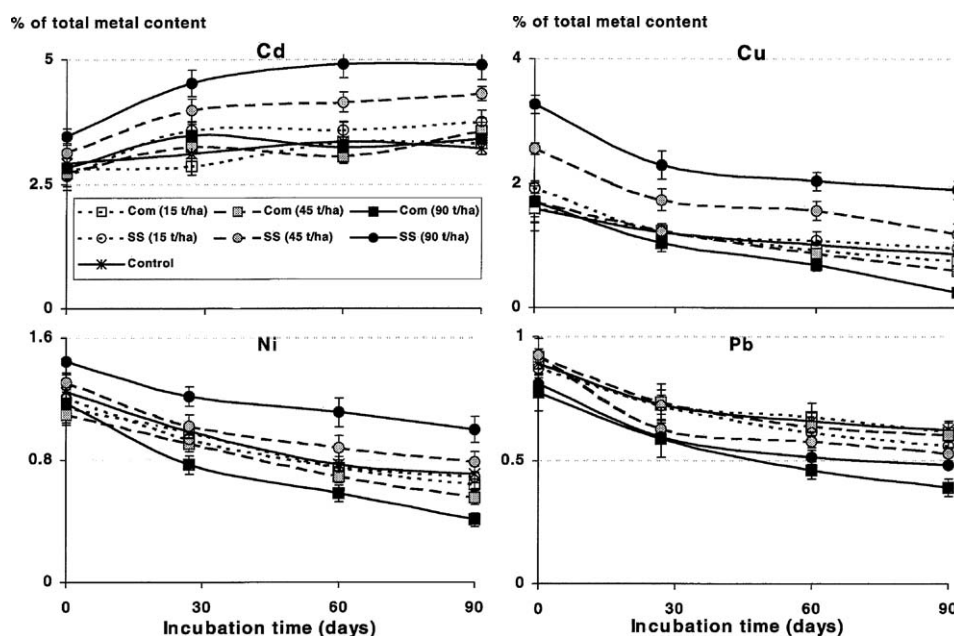 % of total metal content
% of total metal content
Cd
Cu
5
2.5
0
4
2
0
Com (15 t/ha)
Com (45 t/ha)
Com (90 t/ha)
SS (15 t/ha)
SS (45 t/ha)
SS (90 t/ha)
Control
Ni
Pb
1.6
0.8
0
1
0.5
0
0
30
60
90
0
30
60
90
Incubation time (days)
Incubation time (days)